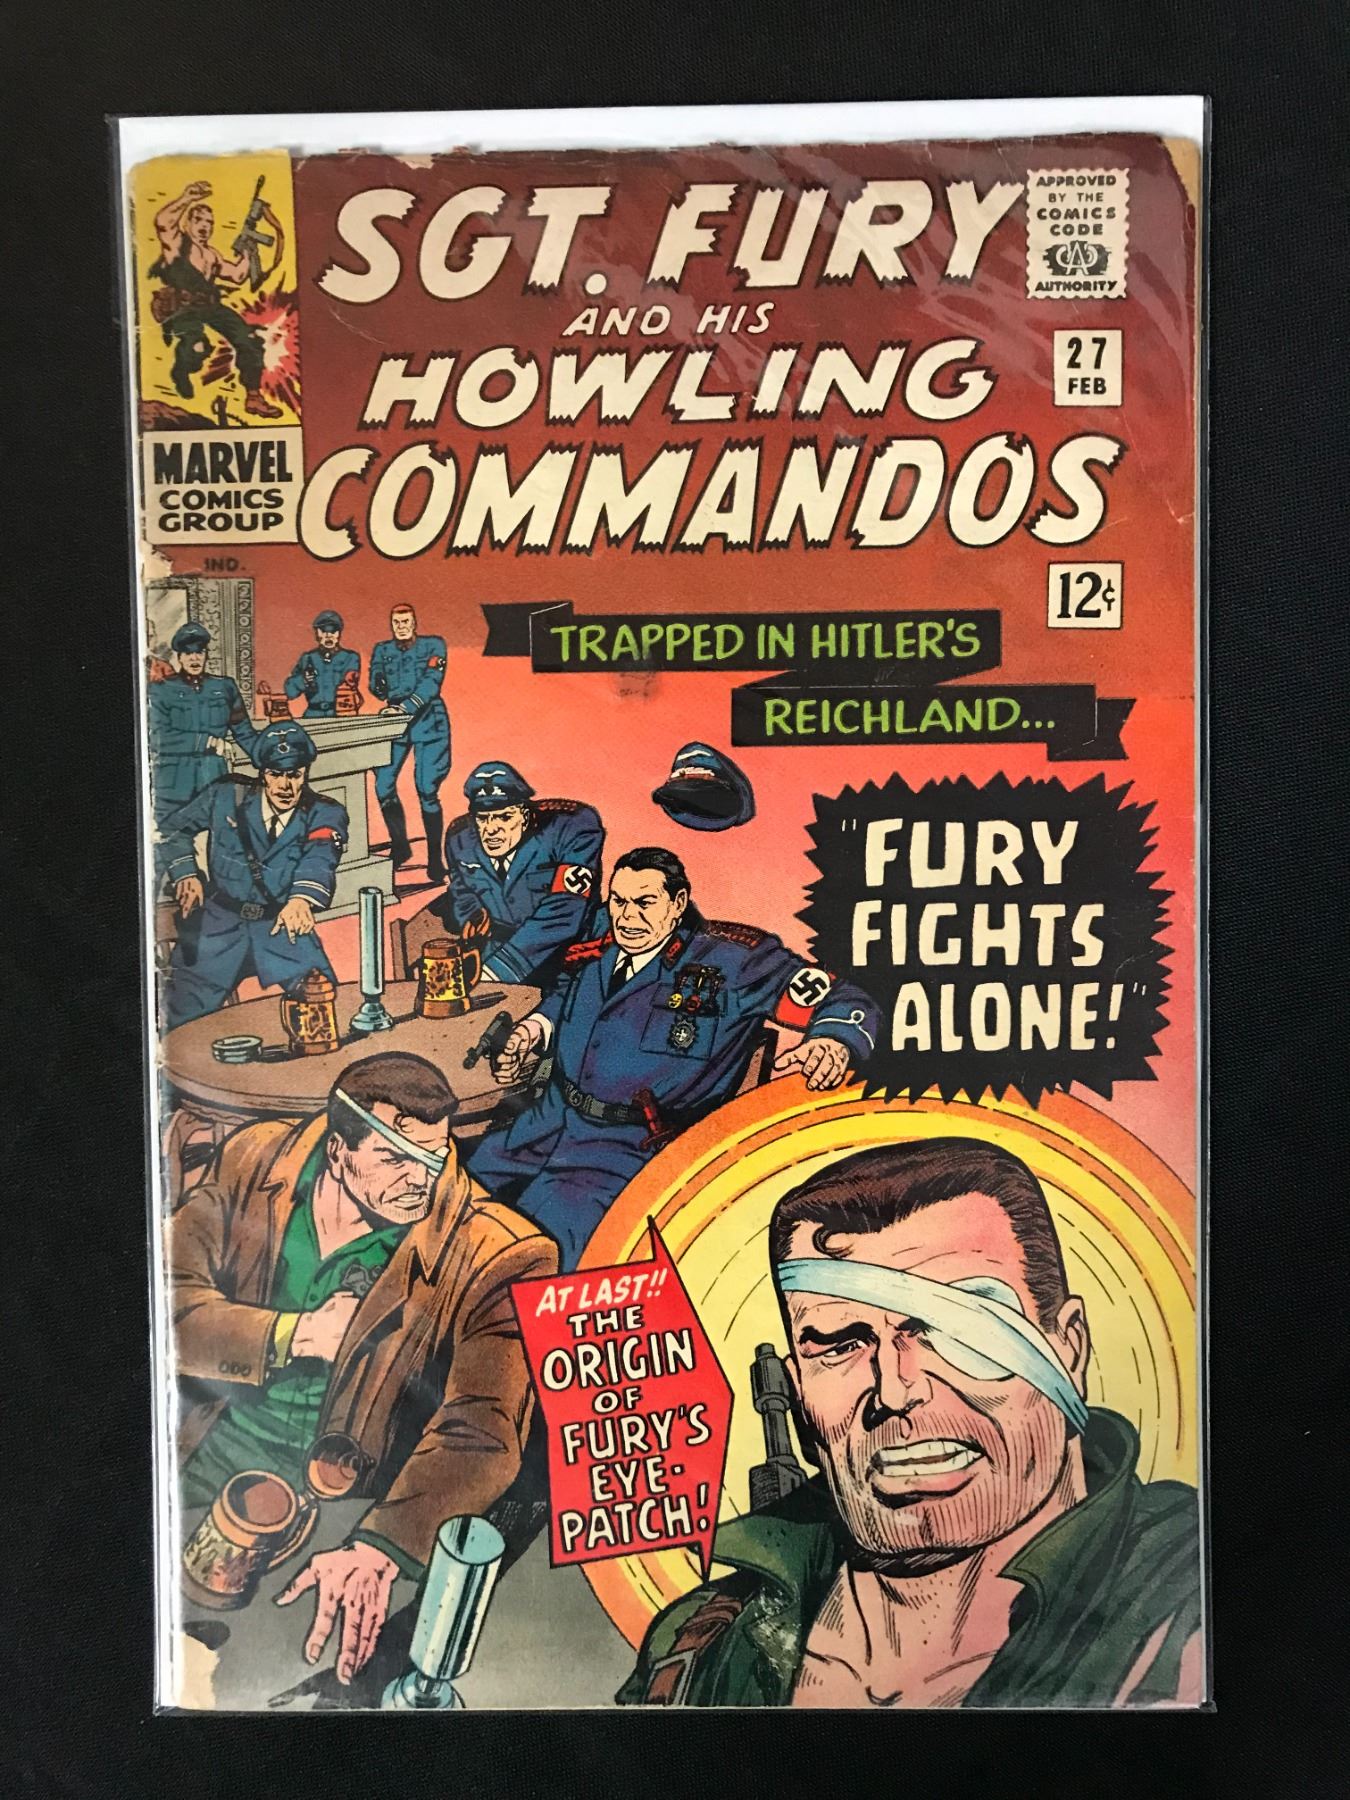 SGT. FURY
AND HIS
HOWLING
COMMANDOS
APPROVED
BY THE
COMICS
CODE
CA
AUTHORITY
27
FEB
MARVEL
COMICS
GROUP
IND.
12¢
TRAPPED IN HITLER'S
REICHLAND...
"FURY
FIGHTS
ALONE!"
AT LAST!!
THE
ORIGIN
OF
FURY'S
EYE-
PATCH!